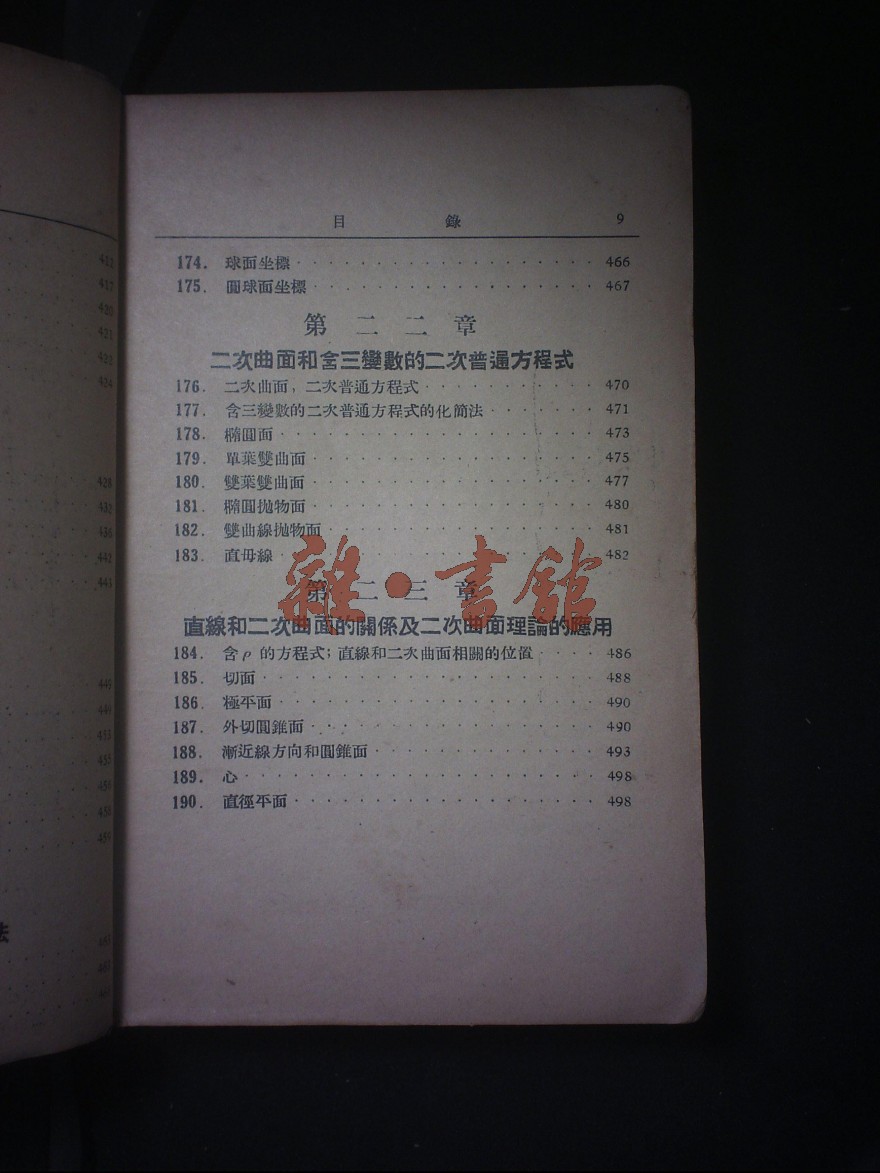 目 錄 9
174. 球面坐標 466
175. 圓球面坐標 467
第二二章
二次曲面和含三變數的二次普通方程式
176. 二次曲面,二次普通方程式 470
177. 含三變數的二次普通方程式的化簡法 471
178. 橢圓面 473
179. 單葉雙曲面 475
180. 雙葉雙曲面 477
181. 橢圓拋物面 480
182. 雙曲線拋物面 481
183. 直母線 482
雜·書館
第二三章
直線和二次曲面的關係及二次曲面理論的應用
184. 含 ρ 的方程式;直線和二次曲面相關的位置 486
185. 切面 488
186. 極平面 490
187. 外切圓錐面 490
188. 漸近線方向和圓錐面 493
189. 心 498
190. 直徑平面 498